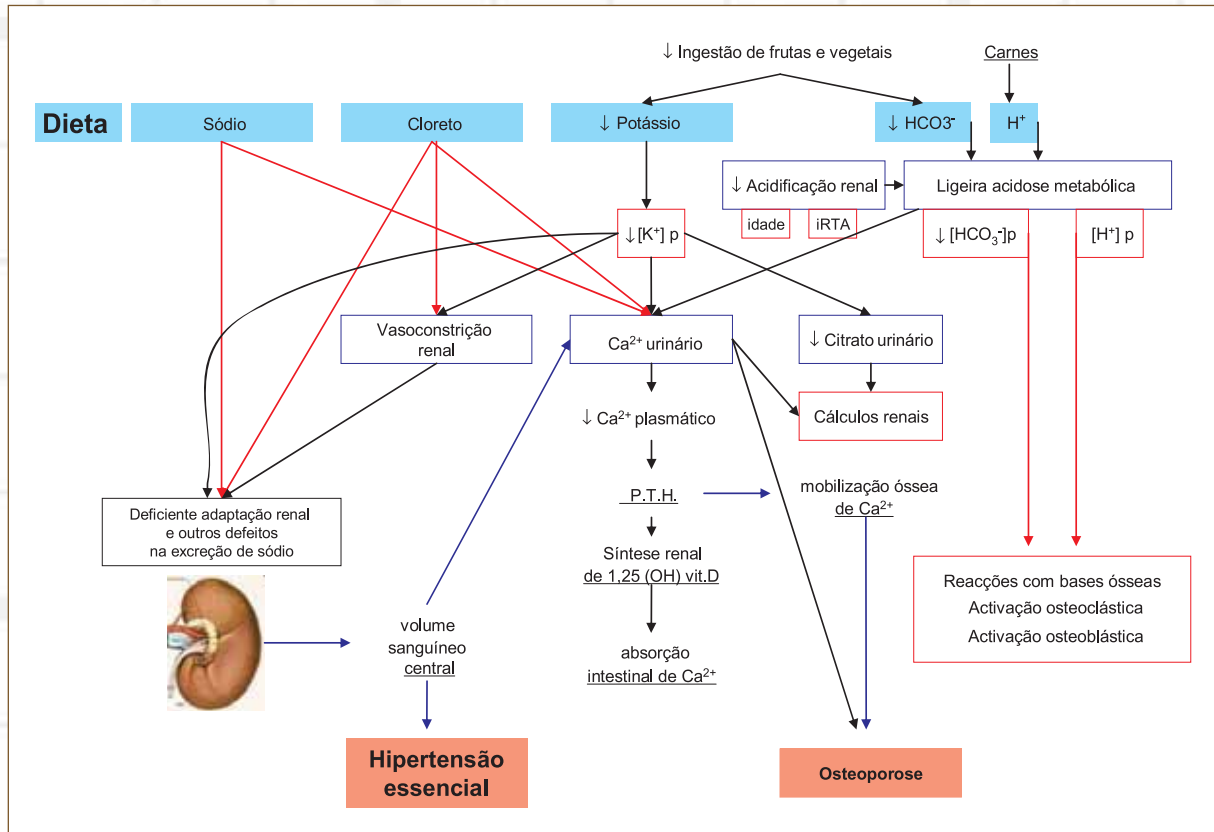 ↓ Ingestão de frutas e vegetais
Carnes
Dieta
Sódio
Cloreto
↓ Potássio
↓ HCO3-
H+
↓ Acidificação renal
idade
iRTA
Ligeira acidose metabólica
↓ [HCO3-]p
[H+] p
↓ [K+] p
Vasoconstrição
renal
Ca2+ urinário
↓ Citrato urinário
↓ Ca2+ plasmático
Cálculos renais
P.T.H.
mobilização óssea
de Ca2+
Deficiente adaptação renal
e outros defeitos
na excreção de sódio
Síntese renal
de 1,25 (OH) vit.D
Reacções com bases ósseas
Activação osteoclástica
Activação osteoblástica
volume
sanguíneo
central
absorção
intestinal de Ca2+
Hipertensão
essencial
Osteoporose